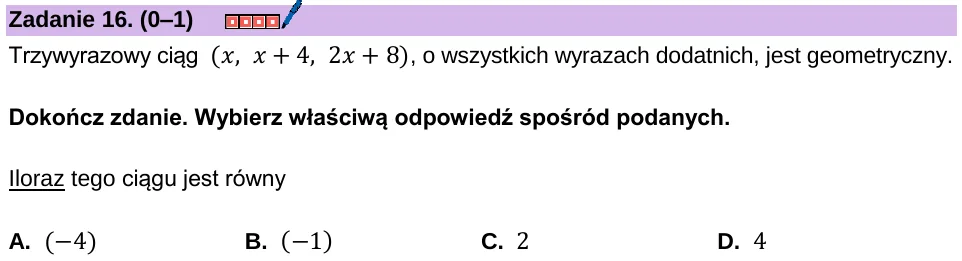 Zadanie 16. (0–1)
Trzywyrazowy ciąg (x, x + 4, 2x + 8), o wszystkich wyrazach dodatnich, jest geometryczny.
Dokończ zdanie. Wybierz właściwą odpowiedź spośród podanych.
Iloraz tego ciągu jest równy
A. (−4) B. (−1) C. 2 D. 4